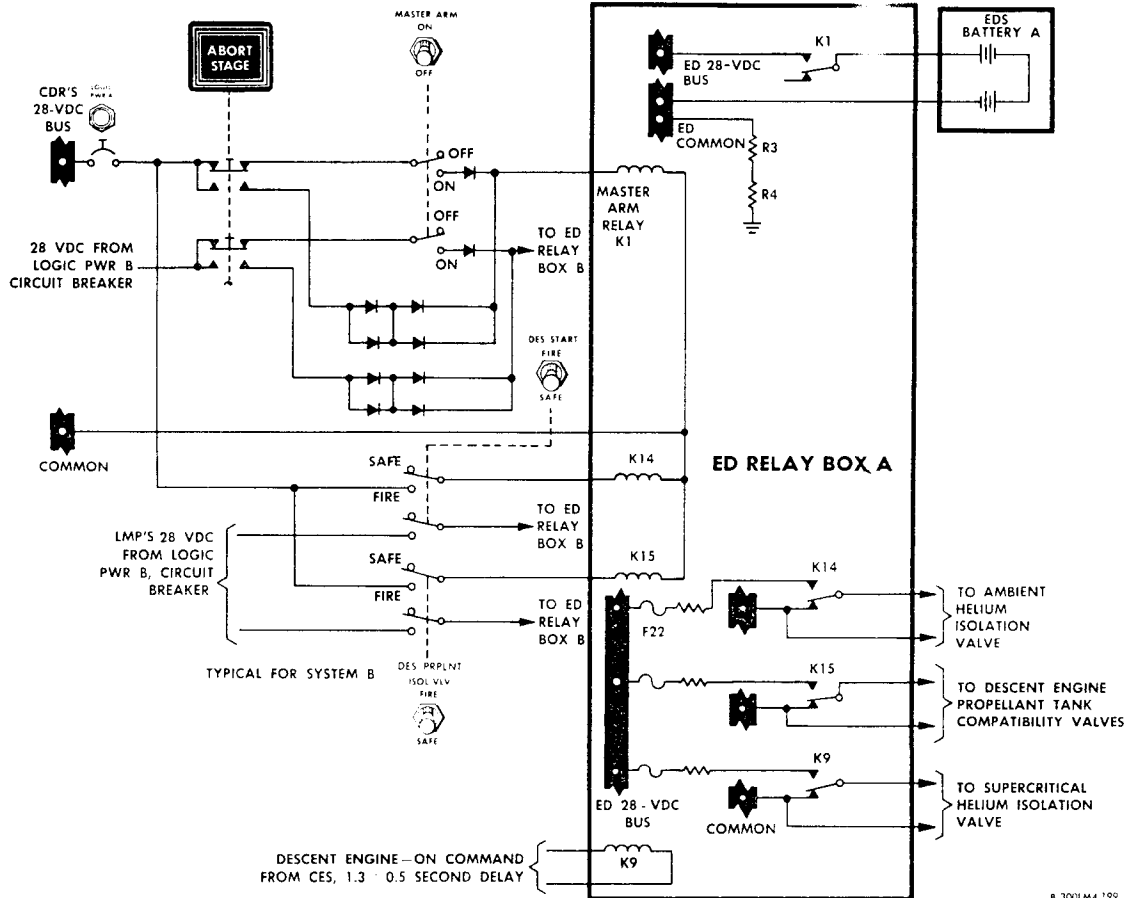 MASTER ARM
ON
OFF
ABORT
STAGE
CDR'S
28-VDC
BUS
LOGIC
PWR A
OFF
ON
OFF
ON
28 VDC FROM
LOGIC PWR B
CIRCUIT BREAKER
TO ED
RELAY
BOX B
K1
ED 28-VDC
BUS
ED
COMMON
R3
R4
EDS
BATTERY A
MASTER
ARM
RELAY
K1
DES START
FIRE
SAFE
COMMON
ED RELAY BOX A
SAFE
FIRE
K14
TO ED
RELAY
BOX B
LMP'S 28 VDC
FROM LOGIC
PWR B, CIRCUIT
BREAKER
SAFE
FIRE
K15
TO ED
RELAY
BOX B
TYPICAL FOR SYSTEM B
DES PRPLNT
ISOL VLV
FIRE
SAFE
F22
K14
TO AMBIENT
HELIUM
ISOLATION
VALVE
K15
TO DESCENT ENGINE
PROPELLANT TANK
COMPATIBILITY VALVES
K9
TO SUPERCRITICAL
HELIUM ISOLATION
VALVE
ED 28 - VDC
BUS
COMMON
DESCENT ENGINE—ON COMMAND
FROM CES, 1.3 0.5 SECOND DELAY
K9